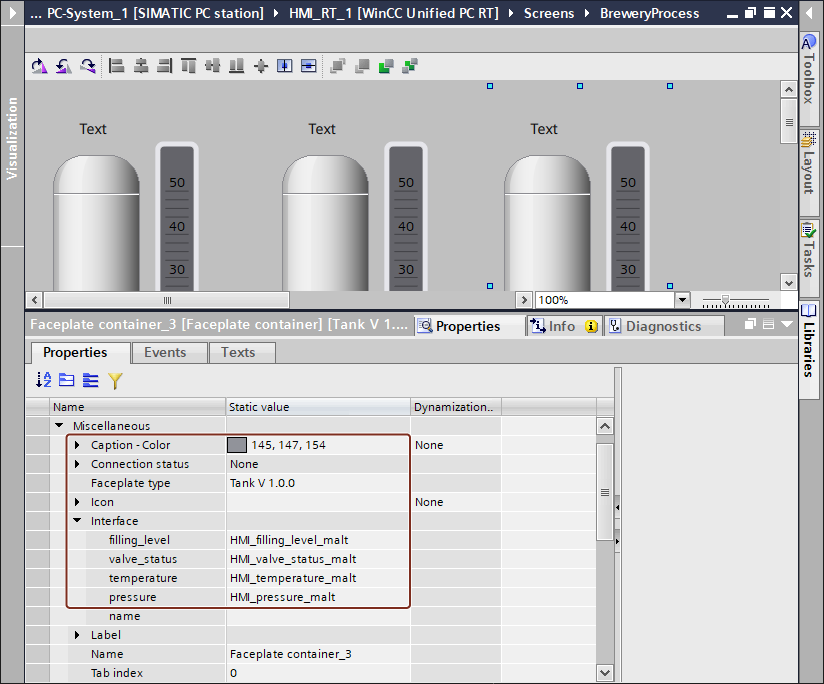 ... PC-System_1 [SIMATIC PC station] HMI_RT_1 [WinCC Unified PC RT] Screens BreweryProcess
Visualization
Toolbox
Layout
Tasks
Libraries
Text Text Text
50 50 50
40 40 40
30 30 30
100%
Faceplate container_3 [Faceplate container] [Tank V 1.... Properties Info Diagnostics
Properties Events Texts
Name Static value Dynamization..
Miscellaneous
Caption - Color 145, 147, 154 None
Connection status None
Faceplate type Tank V 1.0.0
Icon None
Interface
filling_level HMI_filling_level_malt
valve_status HMI_valve_status_malt
temperature HMI_temperature_malt
pressure HMI_pressure_malt
name
Label
Name Faceplate container_3
Tab index 0